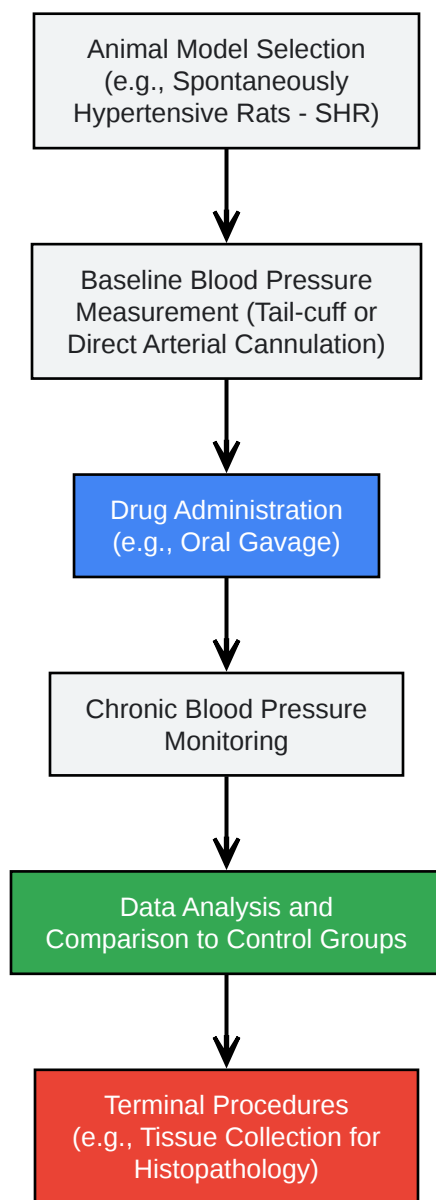 Animal Model Selection
(e.g., Spontaneously
Hypertensive Rats - SHR)
Baseline Blood Pressure
Measurement (Tail-cuff or
Direct Arterial Cannulation)
Drug Administration
(e.g., Oral Gavage)
Chronic Blood Pressure
Monitoring
Data Analysis and
Comparison to Control Groups
Terminal Procedures
(e.g., Tissue Collection for
Histopathology)